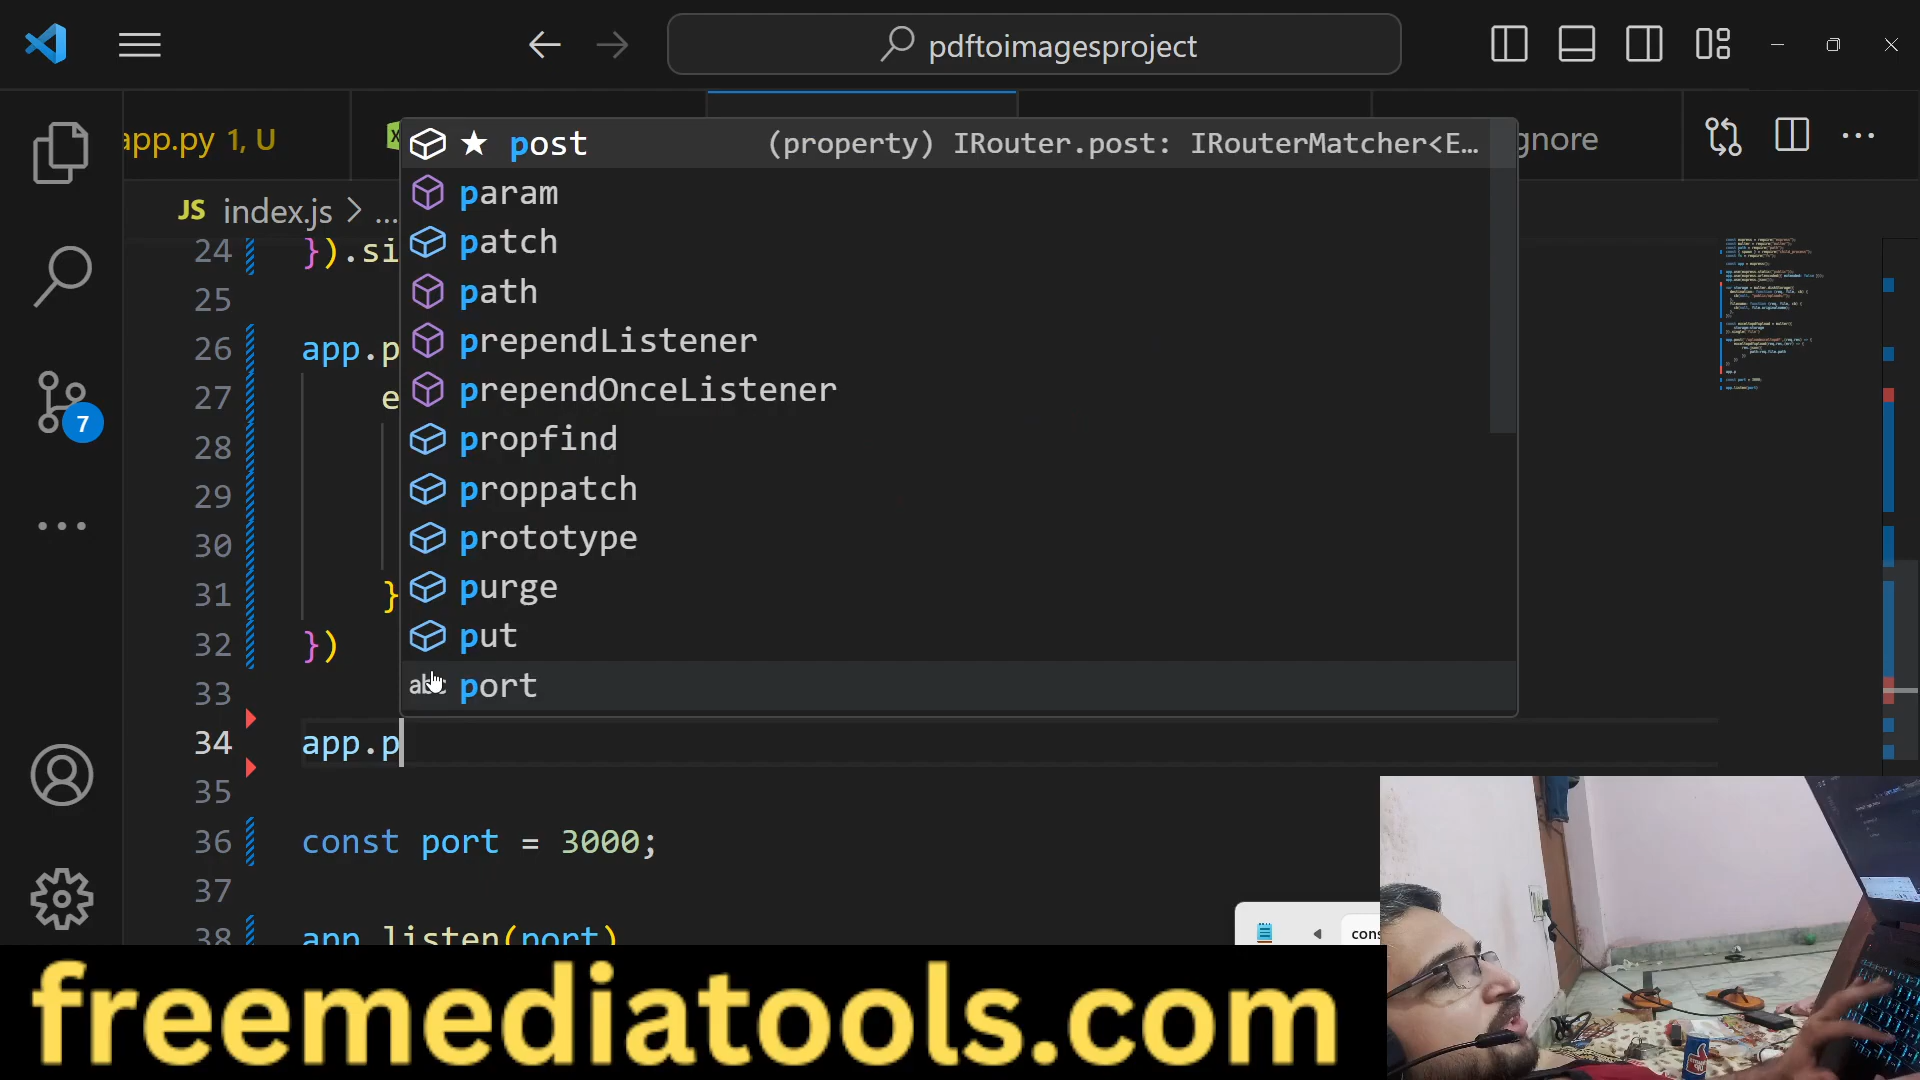 pdftoimagesproject
app.py 1, U
gnore
JS index.js > ...
★ post (property) IRouter.post: IRouterMatcher<E...
param
patch
path
prependListener
prependOnceListener
propfind
proppatch
prototype
purge
put
abc port
24 }).si
25
26 app.p
27 e
28
29
30
31 }
32 })
33
34 app.p
35
36 const port = 3000;
37
38 app.listen(port)
7
cons
freemediatools.com